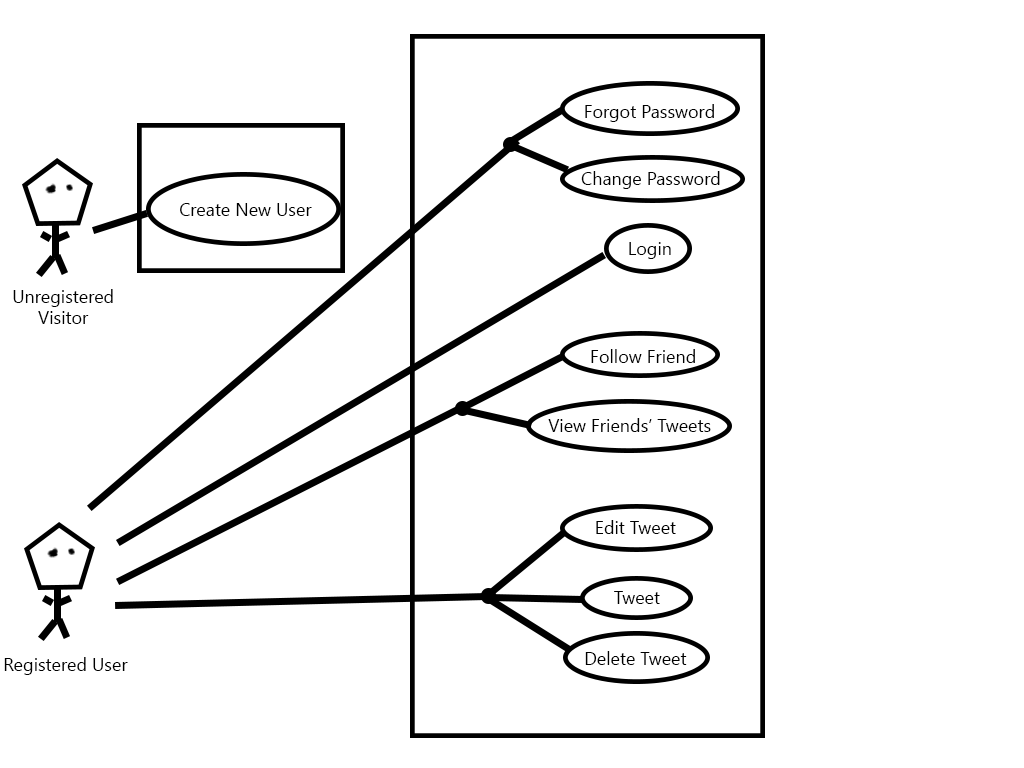 Forgot Password
Change Password
Create New User
Login
Unregistered
Visitor
Follow Friend
View Friends’ Tweets
Edit Tweet
Tweet
Delete Tweet
Registered User